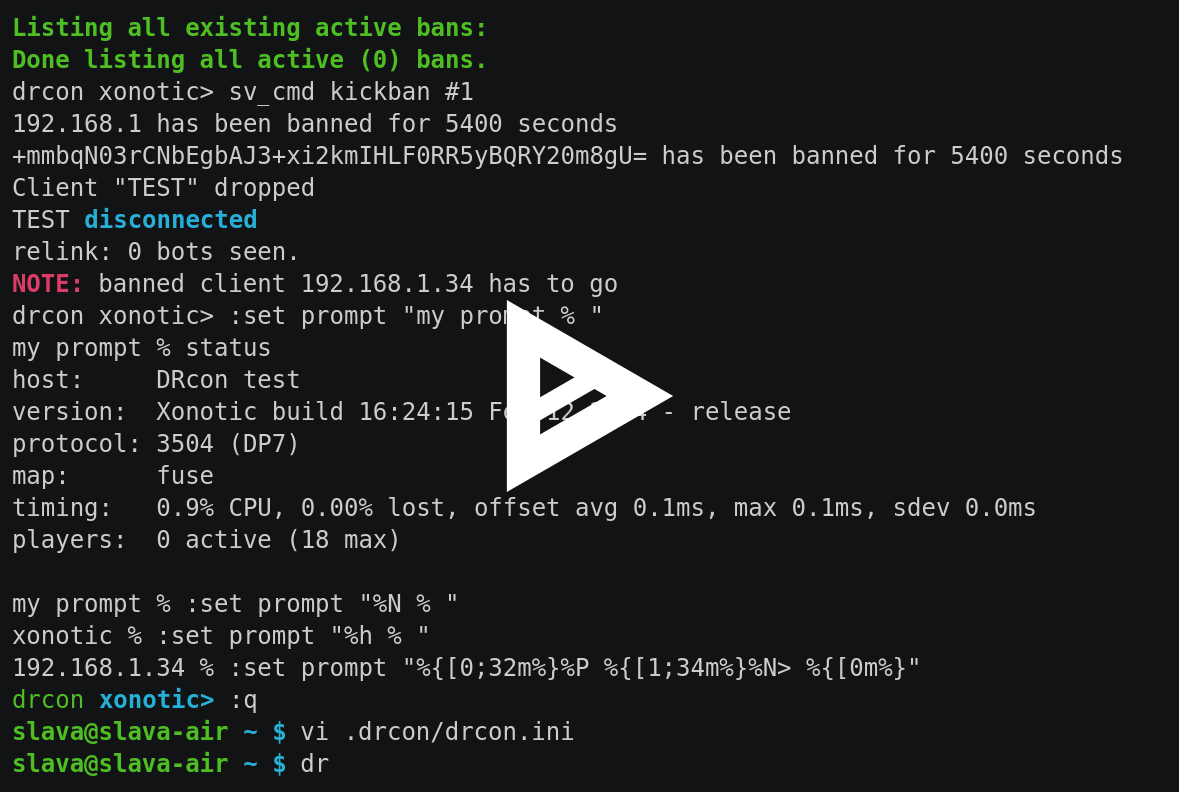 Listing all existing active bans:
Done listing all active (0) bans.
drcon xonotic> sv_cmd kickban #1
192.168.1 has been banned for 5400 seconds
+mmbqN03rCNbEgbAJ3+xi2kmIHLF0RR5yBQRY20m8gU= has been banned for 5400 seconds
Client "TEST" dropped
TEST disconnected
relink: 0 bots seen.
NOTE: banned client 192.168.1.34 has to go
drcon xonotic> :set prompt "my prompt % "
my prompt % status
host:     DRcon test
version:  Xonotic build 16:24:15 - release
protocol: 3504 (DP7)
map:      fuse
timing:   0.9% CPU, 0.00% lost, offset avg 0.1ms, max 0.1ms, sdev 0.0ms
players:  0 active (18 max)

my prompt % :set prompt "%N % "
xonotic % :set prompt "%h % "
192.168.1.34 % :set prompt "%{[0;32m%}%P %{[1;34m%}%N> %{[0m%}"
drcon xonotic> :q
slava@slava-air ~ $ vi .drcon/drcon.ini
slava@slava-air ~ $ dr